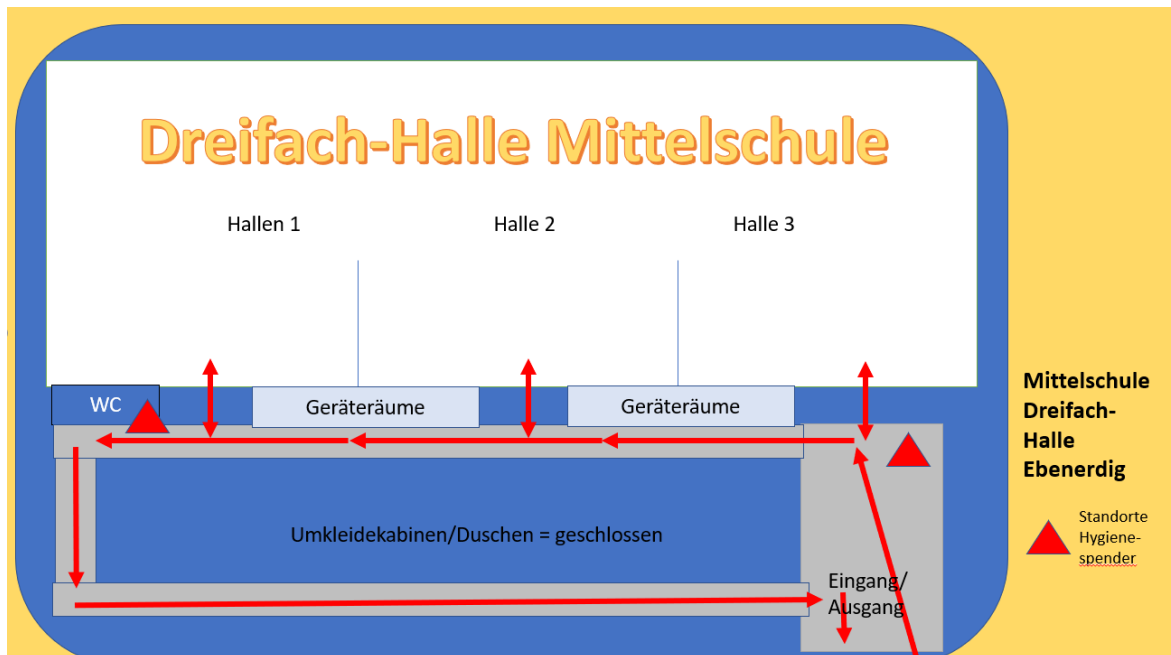 Dreifach-Halle Mittelschule
Hallen 1
Halle 2
Halle 3
WC
Geräteräume
Geräteräume
Umkleidekabinen/Duschen = geschlossen
Eingang/
Ausgang
Mittelschule
Dreifach-
Halle
Ebenerdig
Standorte
Hygiene-
spender